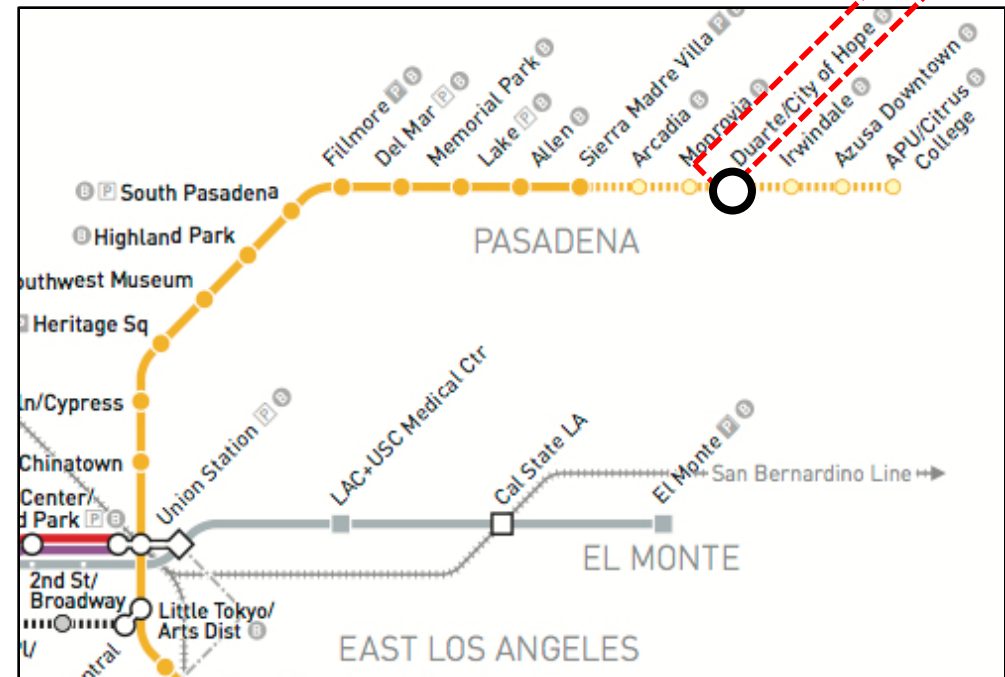 Fillmore P B
Del Mar P B
Memorial Park B
Lake P B
Allen B
Sierra Madre Villa P B
Arcadia B
Monrovia B
Duarte/City of Hope B
Irwindale B
Azusa Downtown B
APU/Citrus B
College
B P South Pasadena
B Highland Park
PASADENA
outhwest Museum
P Heritage Sq
ln/Cypress
Chinatown
Union Station P B
LAC+USC Medical Ctr
Cal State LA
El Monte P B
San Bernardino Line
Center/
d Park P B
EL MONTE
2nd St/
Broadway
Little Tokyo/
Arts Dist B
EAST LOS ANGELES
ntral